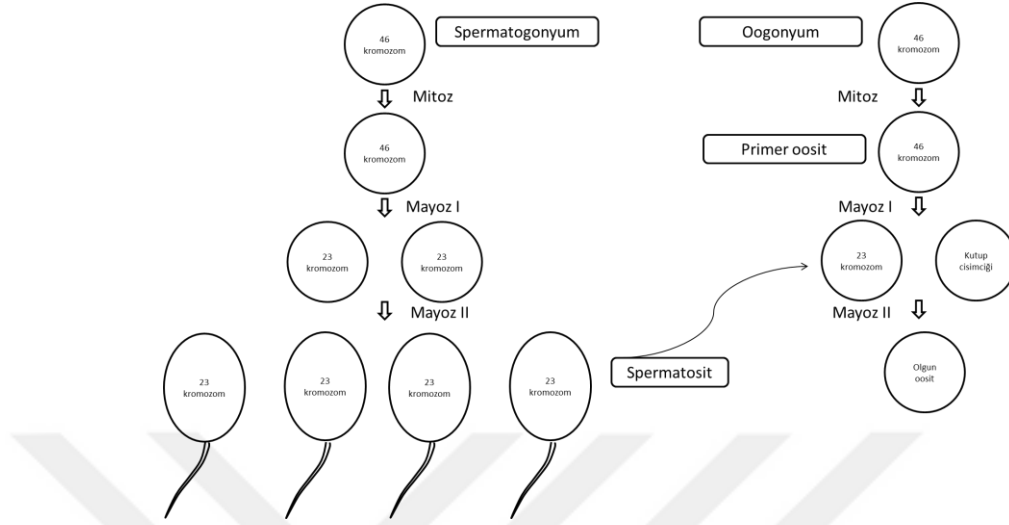 46
kromozom
Spermatogonyum
Oogonyum
46
kromozom
Mitoz
Mitoz
46
kromozom
Primer oosit
46
kromozom
Mayoz I
Mayoz I
23
kromozom
23
kromozom
23
kromozom
Kutup
cisimciği
Mayoz II
Mayoz II
23
kromozom
23
kromozom
23
kromozom
23
kromozom
Spermatosit
Olgun
oosit